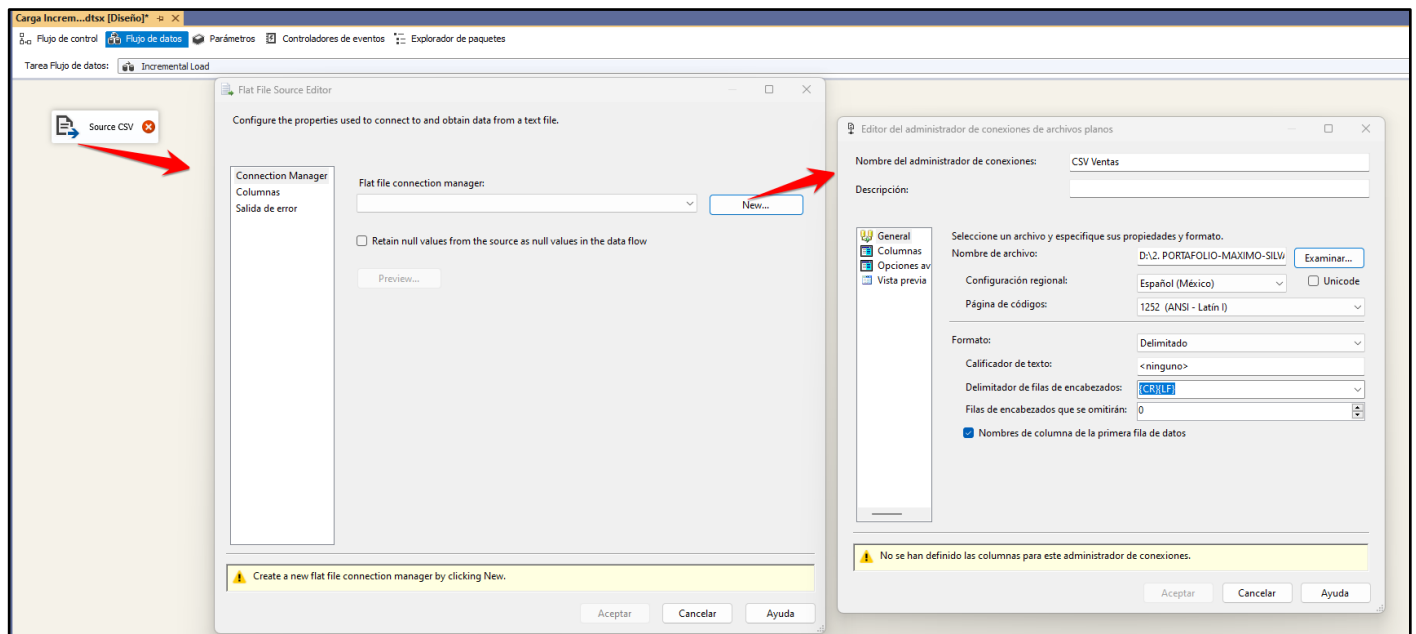 Carga Increm...dtsx [Diseño]*
Flujo de control Flujo de datos Parámetros Controladores de eventos Explorador de paquetes
Tarea Flujo de datos: Incremental Load
Source CSV
Flat File Source Editor
Configure the properties used to connect to and obtain data from a text file.
Connection Manager
Columnas
Salida de error
Flat file connection manager:
New...
Retain null values from the source as null values in the data flow
Preview...
Create a new flat file connection manager by clicking New.
Aceptar Cancelar Ayuda
Editor del administrador de conexiones de archivos planos
Nombre del administrador de conexiones: CSV Ventas
Descripción:
General
Columnas
Opciones av
Vista previa
Seleccione un archivo y especifique sus propiedades y formato.
Nombre de archivo: D:\2. PORTAFOLIO-MAXIMO-SILV Examinar...
Configuración regional: Español (México) Unicode
Página de códigos: 1252 (ANSI - Latín I)
Formato: Delimitado
Calificador de texto: <ninguno>
Delimitador de filas de encabezados: {CR}{LF}
Filas de encabezados que se omitirán: 0
Nombres de columna de la primera fila de datos
No se han definido las columnas para este administrador de conexiones.
Aceptar Cancelar Ayuda